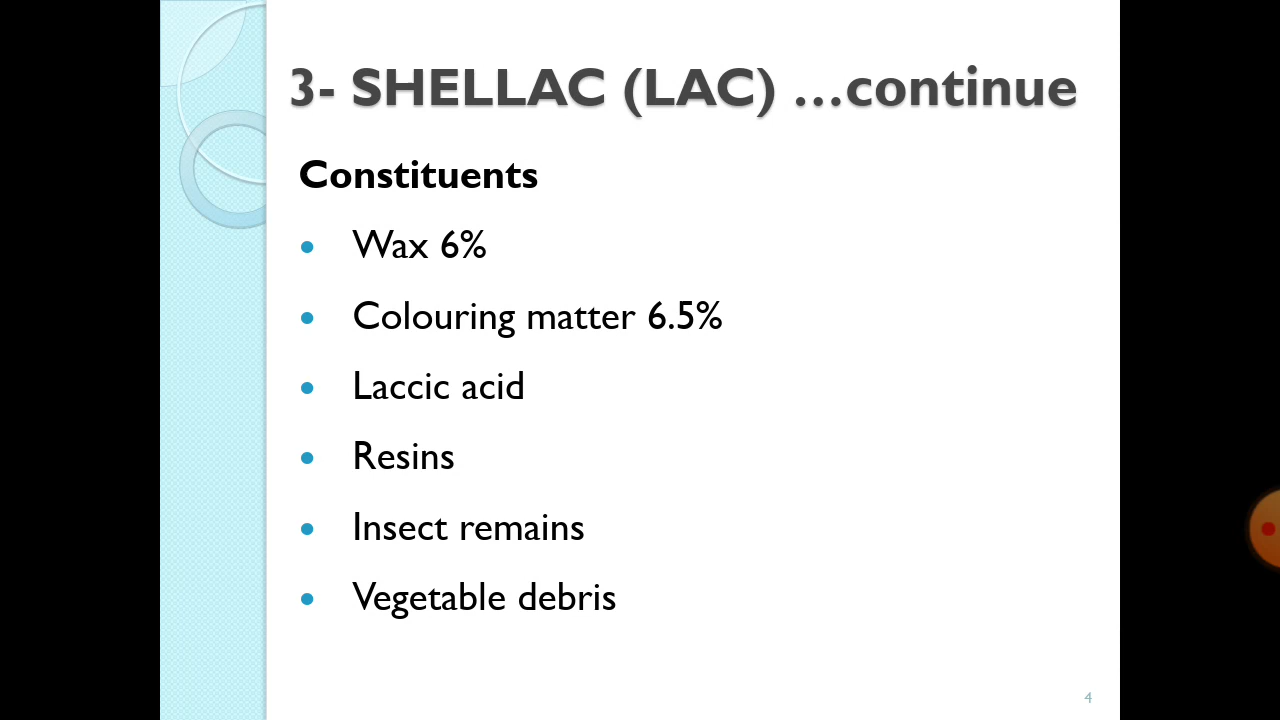 3- SHELLAC (LAC) …continue
Constituents
• Wax 6%
• Colouring matter 6.5%
• Laccic acid
• Resins
• Insect remains
• Vegetable debris
4